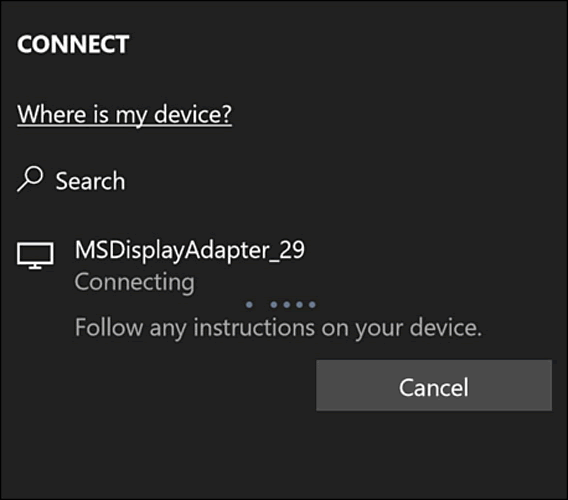 CONNECT
Where is my device?
Search
MSDisplayAdapter_29
Connecting
Follow any instructions on your device.
Cancel